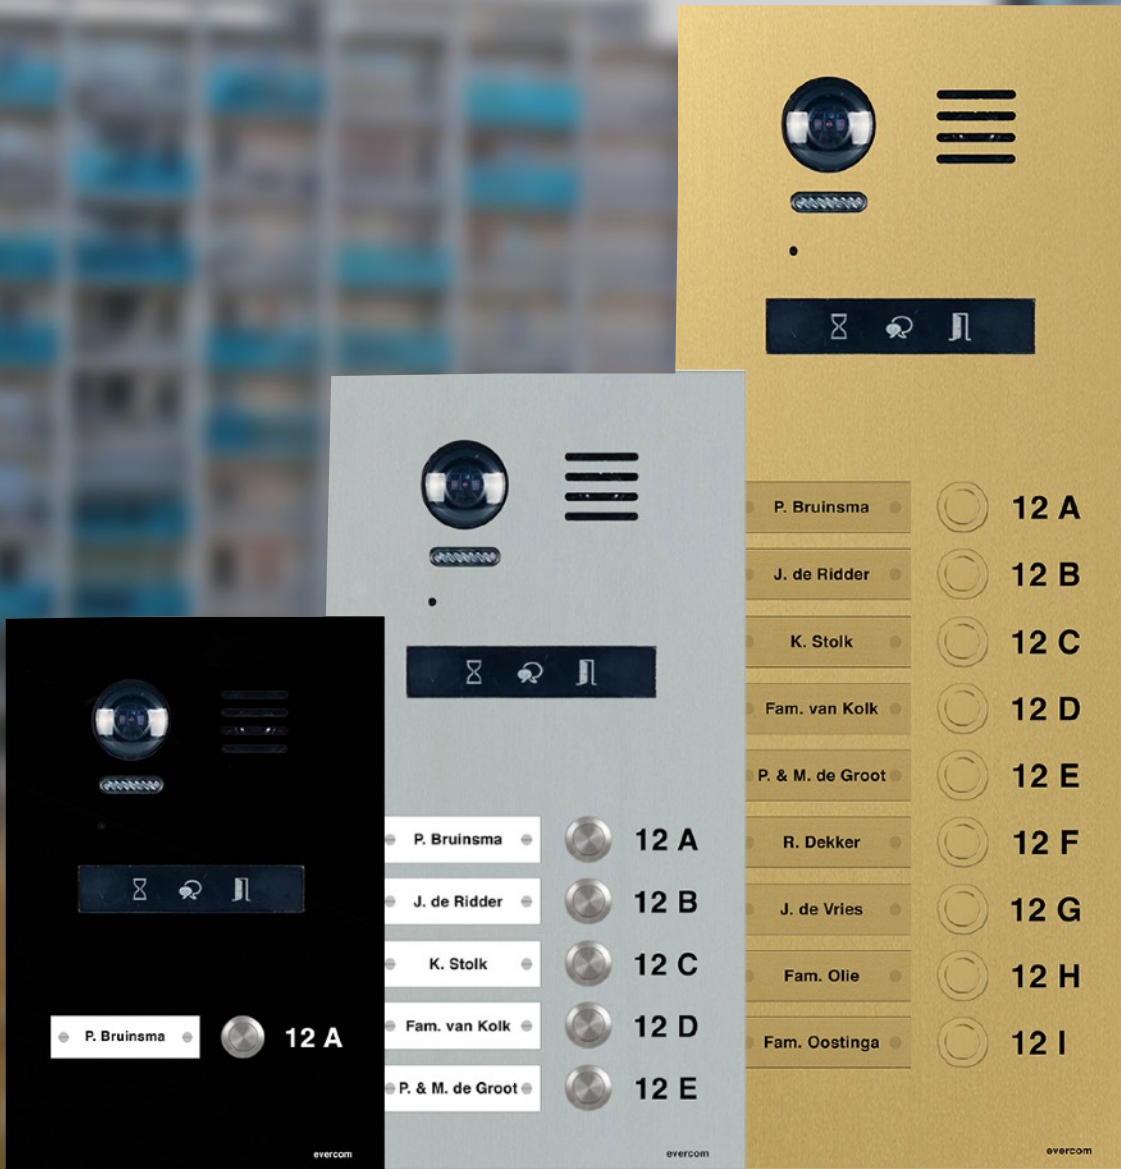 P. Bruinsma 12 A
evercom
P. Bruinsma 12 A
J. de Ridder 12 B
K. Stolk 12 C
Fam. van Kolk 12 D
P. & M. de Groot 12 E
evercom
P. Bruinsma 12 A
J. de Ridder 12 B
K. Stolk 12 C
Fam. van Kolk 12 D
P. & M. de Groot 12 E
R. Dekker 12 F
J. de Vries 12 G
Fam. Olie 12 H
Fam. Oostinga 12 I
evercom